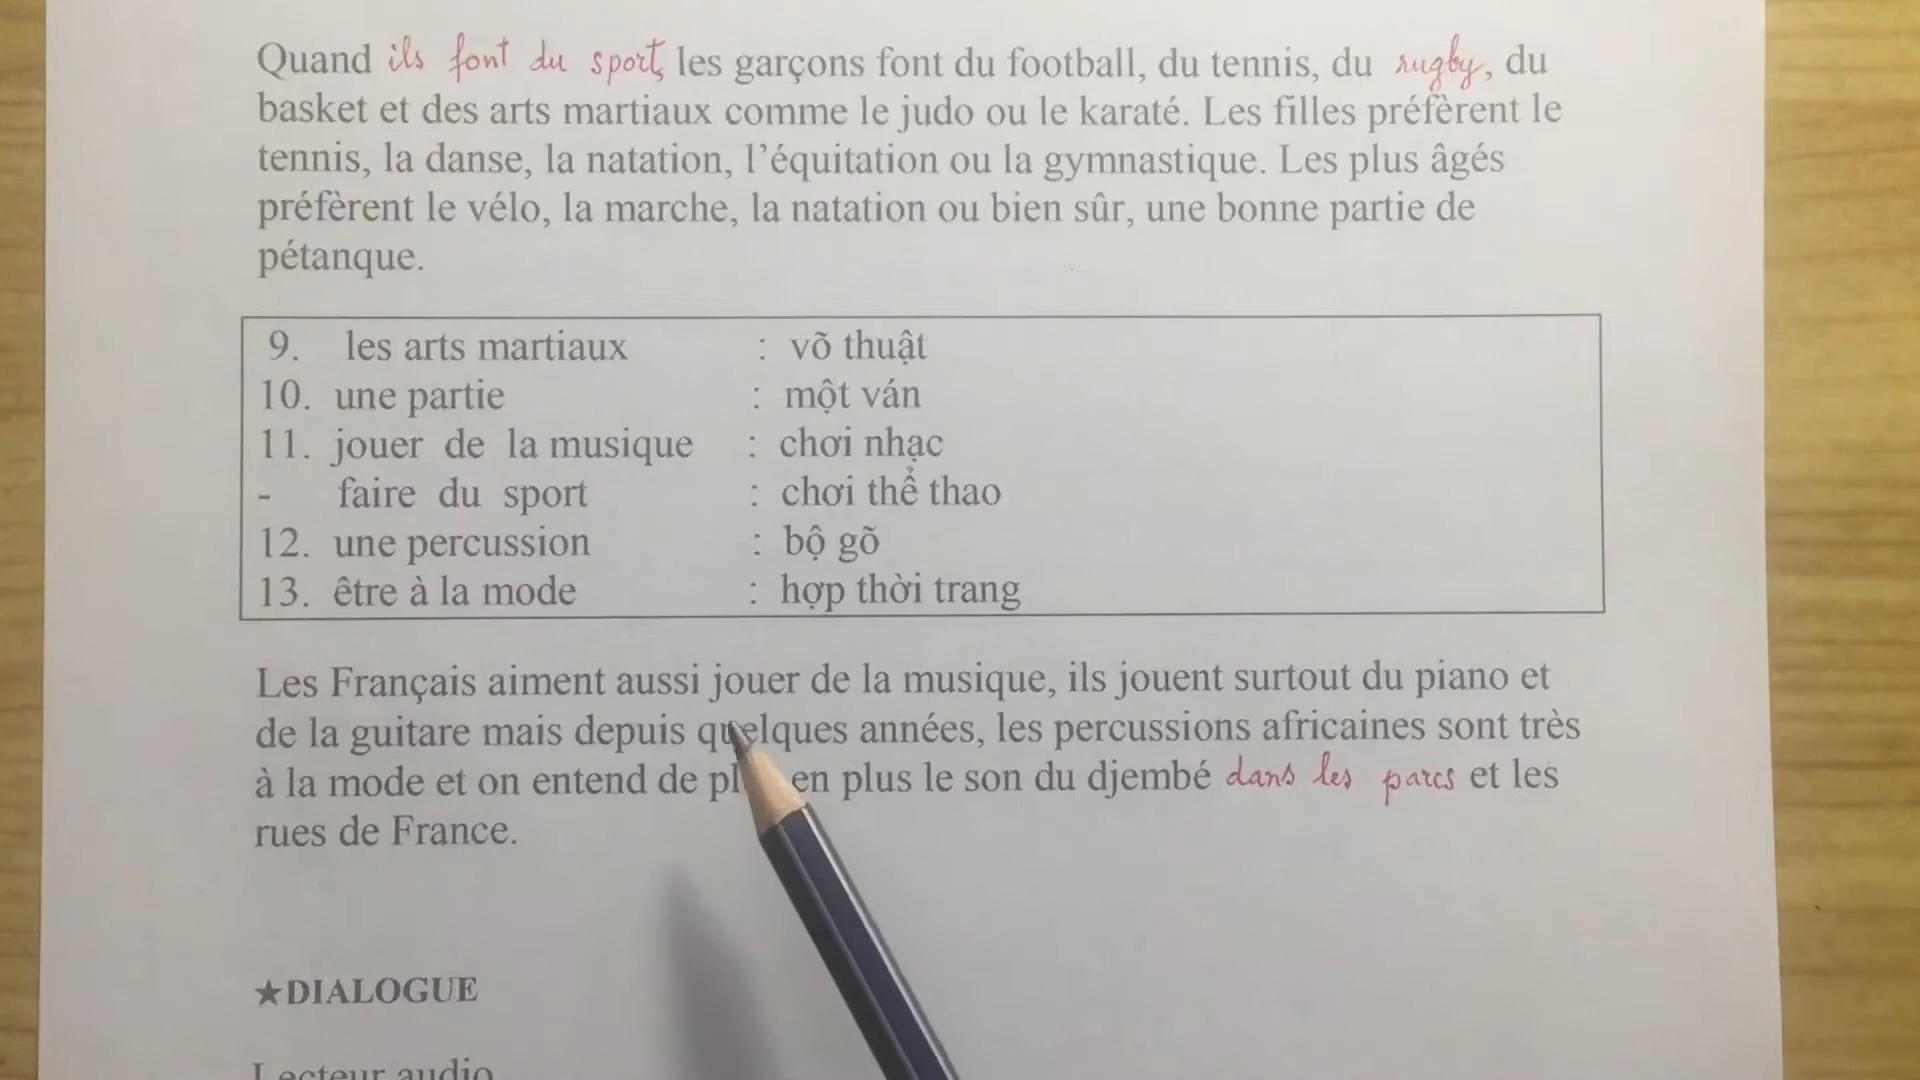 Quand ils font du sport, les garçons font du football, du tennis, du rugby, du
basket et des arts martiaux comme le judo ou le karaté. Les filles préfèrent le
tennis, la danse, la natation, l'équitation ou la gymnastique. Les plus âgés
préfèrent le vélo, la marche, la natation ou bien sûr, une bonne partie de
pétanque.
9. les arts martiaux : võ thuật
10. une partie : một ván
11. jouer de la musique : chơi nhạc
- faire du sport : chơi thể thao
12. une percussion : bộ gõ
13. être à la mode : hợp thời trang
Les Français aiment aussi jouer de la musique, ils jouent surtout du piano et
de la guitare mais depuis quelques années, les percussions africaines sont très
à la mode et on entend de en plus le son du djembé dans les parcs et les
rues de France.
★DIALOGUE
Lecteur audio